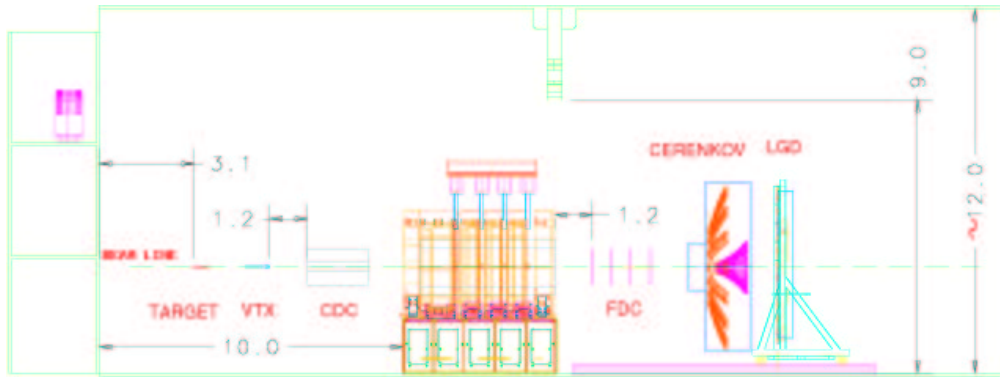 9.0
CERENKOV LGD
3.1
1.2
1.2
~12.0
BEAM LINE
TARGET VTX CDC
FDC
10.0